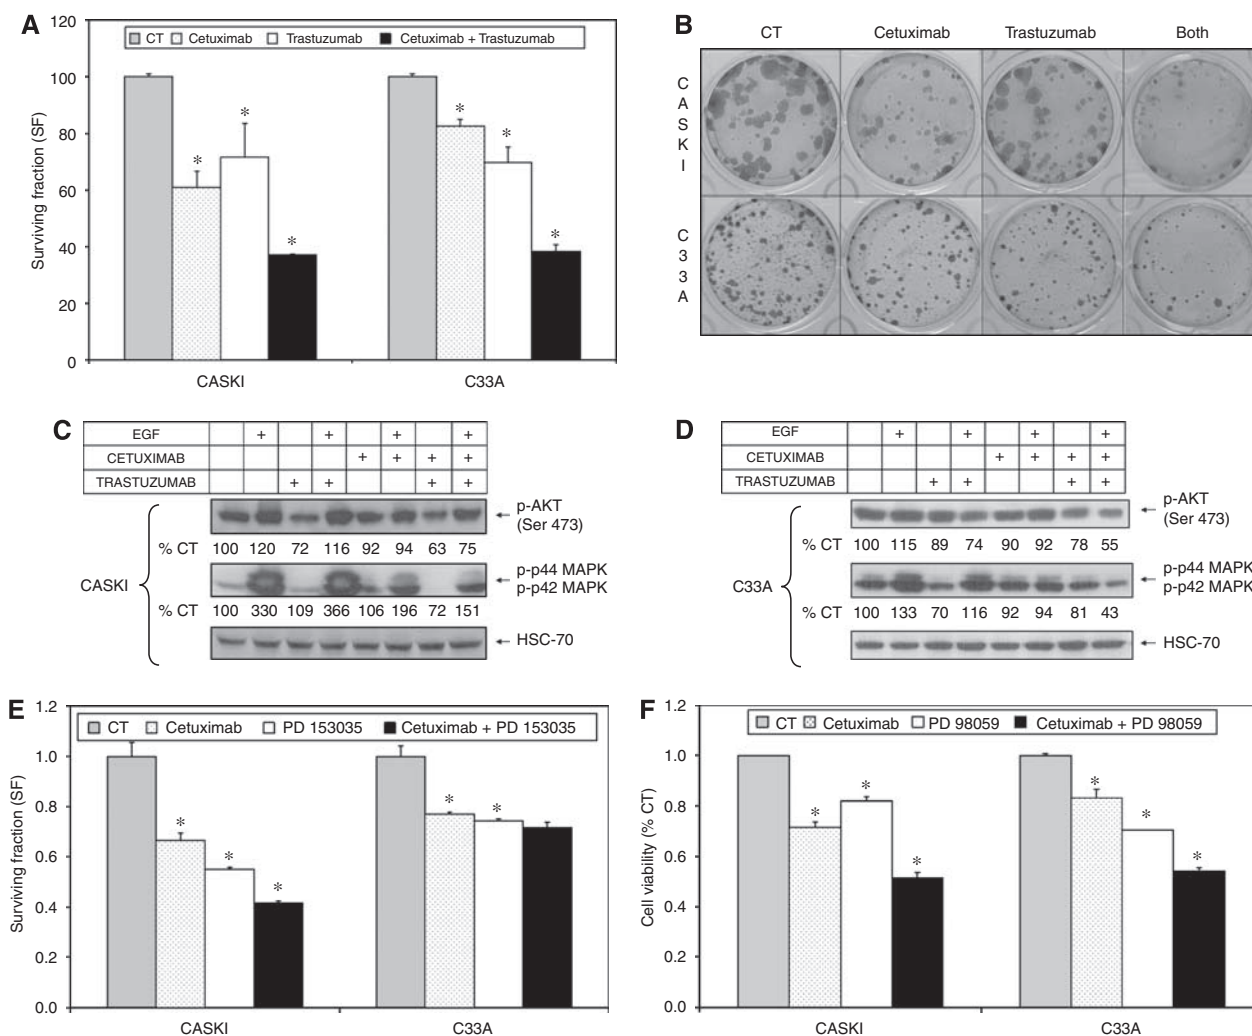 A
120
100
80
60
40
20
0
Surviving fraction (SF)
CT Cetuximab Trastuzumab Cetuximab + Trastuzumab
* * * * * *
CASKI C33A
B
CT Cetuximab Trastuzumab Both
CASKI
C33A
C
EGF + + + +
CETUXIMAB + + + +
TRASTUZUMAB + + + +
p-AKT
(Ser 473)
% CT 100 120 72 116 92 94 63 75
CASKI
p-p44 MAPK
p-p42 MAPK
% CT 100 330 109 366 106 196 72 151
HSC-70
D
EGF + + + +
CETUXIMAB + + + +
TRASTUZUMAB + + + +
p-AKT
(Ser 473)
% CT 100 115 89 74 90 92 78 55
C33A
p-p44 MAPK
p-p42 MAPK
% CT 100 133 70 116 92 94 81 43
HSC-70
E
1.2
1.0
0.8
0.6
0.4
0.2
0.0
Surviving fraction (SF)
CT Cetuximab PD 153035 Cetuximab + PD 153035
* * * * *
CASKI C33A
F
1.2
1.0
0.8
0.6
0.4
0.2
0.0
Cell viability (% CT)
CT Cetuximab PD 98059 Cetuximab + PD 98059
* * * * * *
CASKI C33A